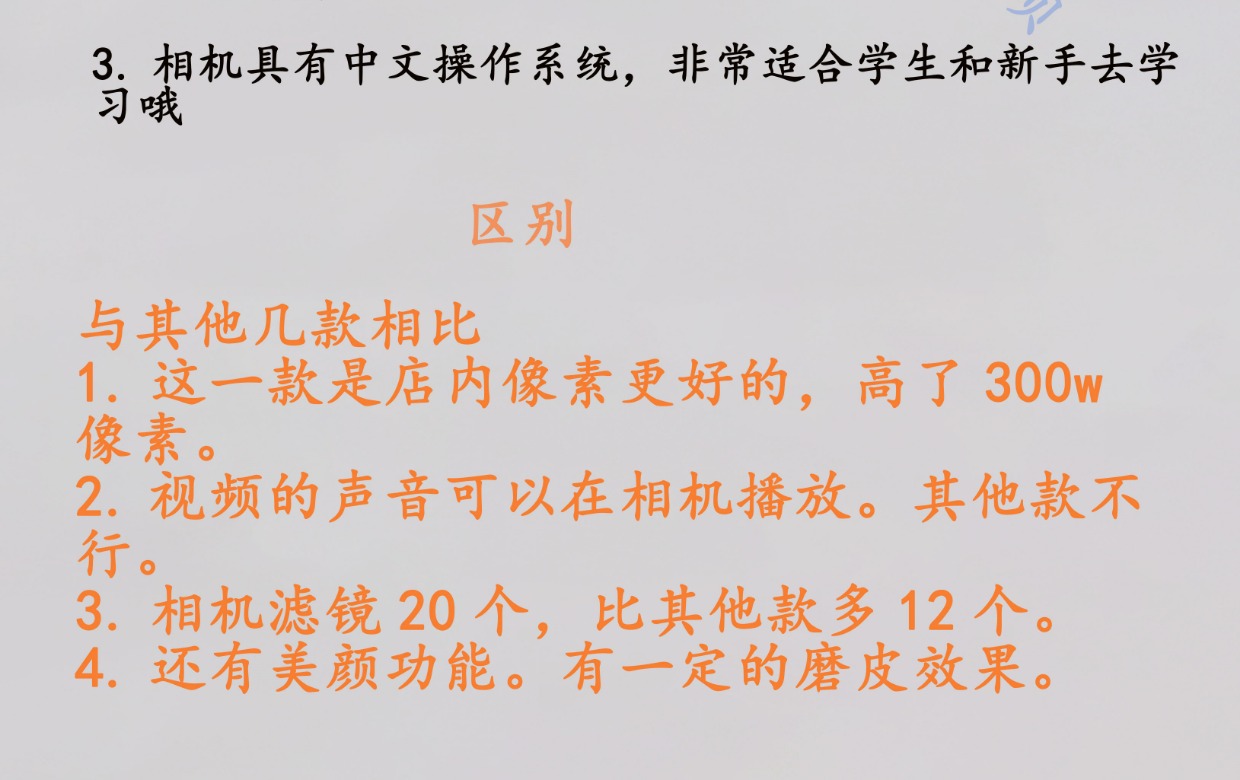 3. 相机具有中文操作系统，非常适合学生和新手去学
习哦
区别
与其他几款相比
1. 这一款是店内像素更好的，高了 300w
像素。
2. 视频的声音可以在相机播放。其他款不
行。
3. 相机滤镜 20 个，比其他款多 12 个。
4. 还有美颜功能。有一定的磨皮效果。